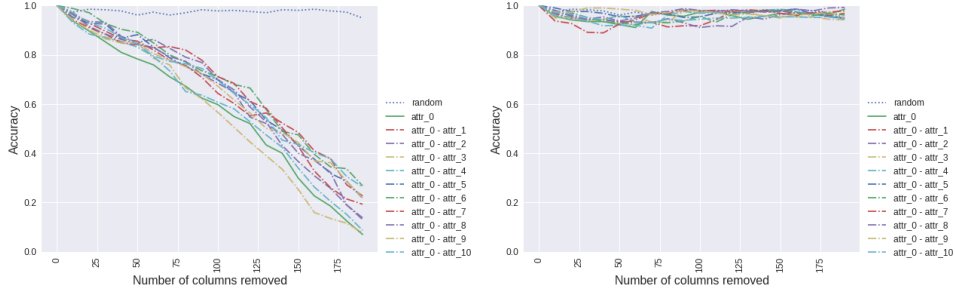 1.0
0.8
0.6
0.4
0.2
0.0
Accuracy
0
25
50
75
100
125
150
175
Number of columns removed
random
attr_0
attr_0 - attr_1
attr_0 - attr_2
attr_0 - attr_3
attr_0 - attr_4
attr_0 - attr_5
attr_0 - attr_6
attr_0 - attr_7
attr_0 - attr_8
attr_0 - attr_9
attr_0 - attr_10
1.0
0.8
0.6
0.4
0.2
0.0
Accuracy
0
25
50
75
100
125
150
175
Number of columns removed
random
attr_0
attr_0 - attr_1
attr_0 - attr_2
attr_0 - attr_3
attr_0 - attr_4
attr_0 - attr_5
attr_0 - attr_6
attr_0 - attr_7
attr_0 - attr_8
attr_0 - attr_9
attr_0 - attr_10